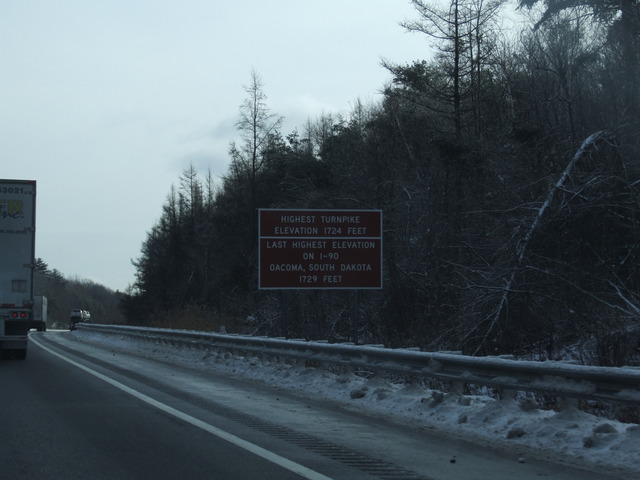 HIGHEST TURNPIKE
ELEVATION 1724 FEET
LAST HIGHEST ELEVATION
ON I-90
OACOMA, SOUTH DAKOTA
1729 FEET